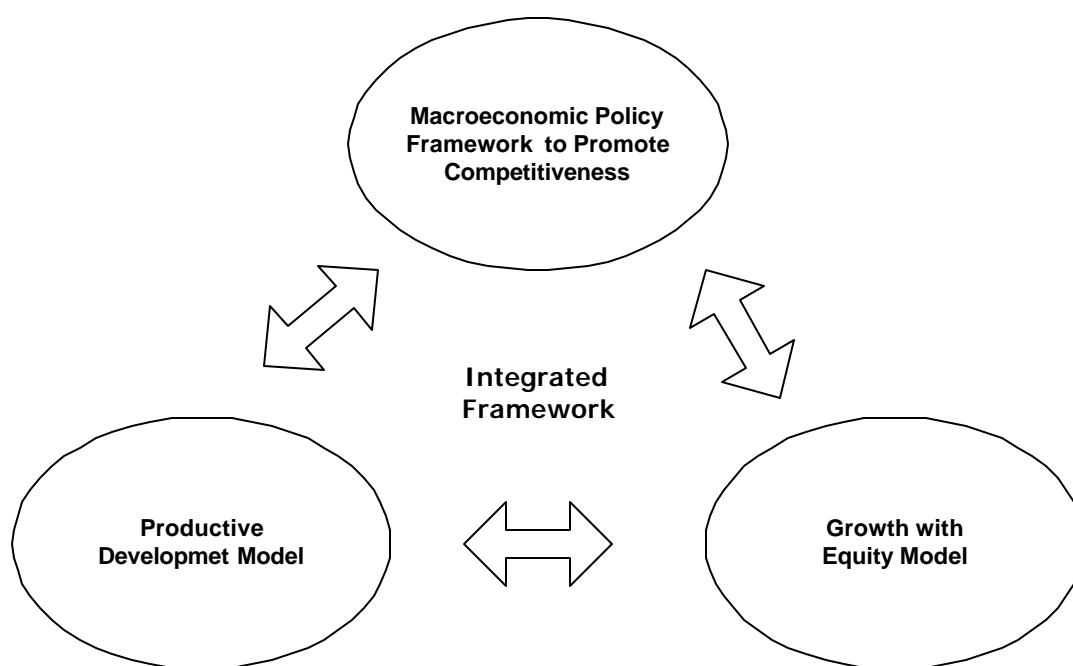 Macroeconomic Policy
Framework to Promote
Competitiveness
Integrated
Framework
Productive
Developmet Model
Growth with
Equity Model